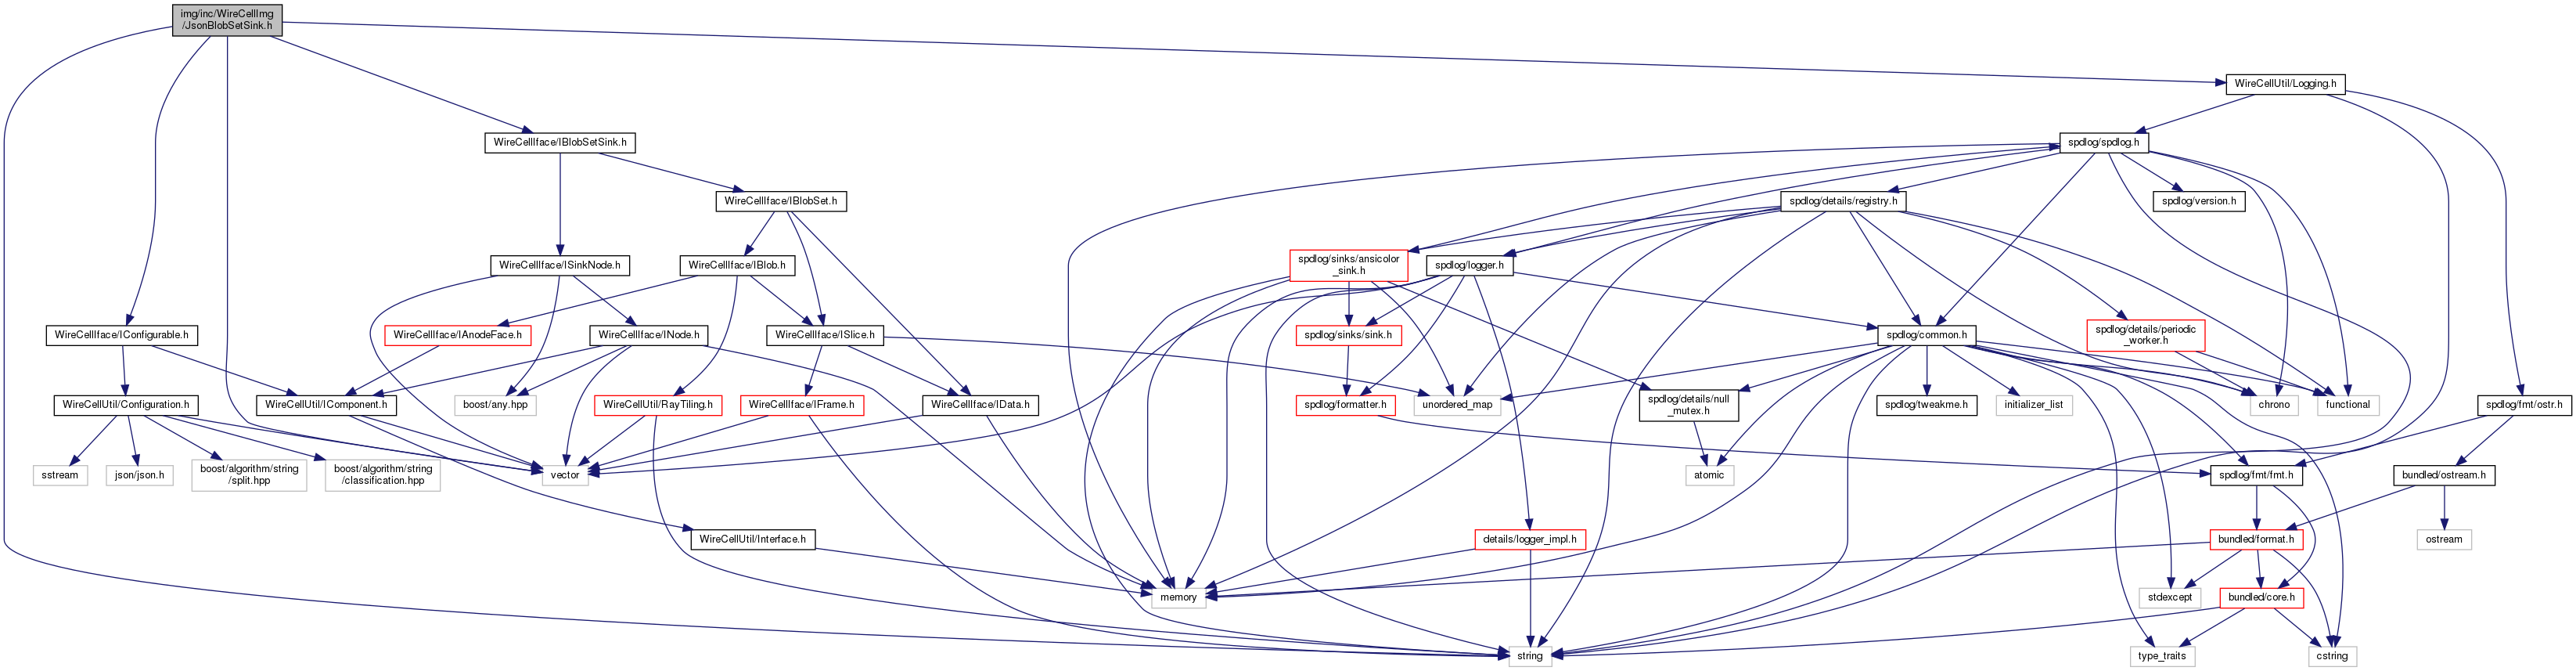 img/inc/WireCellImg
/JsonBlobSetSink.h
WireCellUtil/Logging.h
WireCellIface/IBlobSetSink.h
spdlog/spdlog.h
WireCellIface/IBlobSet.h
spdlog/details/registry.h
spdlog/version.h
WireCellIface/ISinkNode.h
WireCellIface/IBlob.h
spdlog/sinks/ansicolor
_sink.h
spdlog/logger.h
WireCellIface/IConfigurable.h
WireCellIface/IAnodeFace.h
WireCellIface/INode.h
WireCellIface/ISlice.h
spdlog/sinks/sink.h
spdlog/common.h
spdlog/details/periodic
_worker.h
WireCellUtil/Configuration.h
WireCellUtil/IComponent.h
boost/any.hpp
WireCellUtil/RayTiling.h
WireCellIface/IFrame.h
WireCellIface/IData.h
spdlog/formatter.h
unordered_map
spdlog/details/null
_mutex.h
spdlog/tweakme.h
initializer_list
chrono
functional
spdlog/fmt/ostr.h
sstream
json/json.h
boost/algorithm/string
/split.hpp
boost/algorithm/string
/classification.hpp
vector
atomic
spdlog/fmt/fmt.h
bundled/ostream.h
WireCellUtil/Interface.h
details/logger_impl.h
bundled/format.h
ostream
memory
stdexcept
bundled/core.h
string
type_traits
cstring